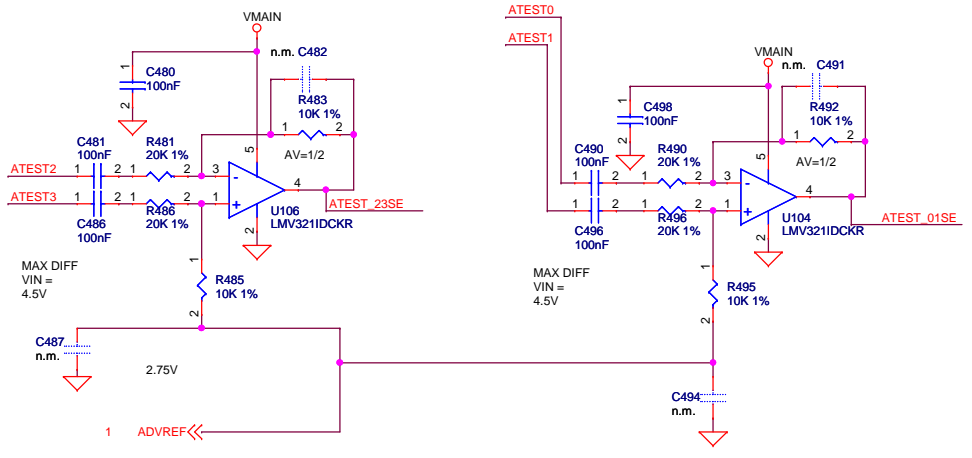 ATEST0
ATEST1
VMAIN
n.m. C482
1
C480
100nF
2
R483
10K 1%
1 2
AV=1/2
C481
100nF
R481
20K 1%
ATEST2
1 2 1 2
3
-
5
4
ATEST3
1 2 1 2
1
+
2
C486
100nF
R486
20K 1%
U106
LMV321IDCKR
ATEST_23SE
MAX DIFF
VIN =
4.5V
1
R485
10K 1%
2
C487
n.m.
2.75V
1 ADVREF
VMAIN
n.m. C491
1
C498
100nF
2
R492
10K 1%
1 2
AV=1/2
C490
100nF
R490
20K 1%
1 2 1 2
3
-
5
4
1 2 1 2
1
+
2
C496
100nF
R496
20K 1%
U104
LMV321IDCKR
ATEST_01SE
MAX DIFF
VIN =
4.5V
1
R495
10K 1%
2
C494
n.m.